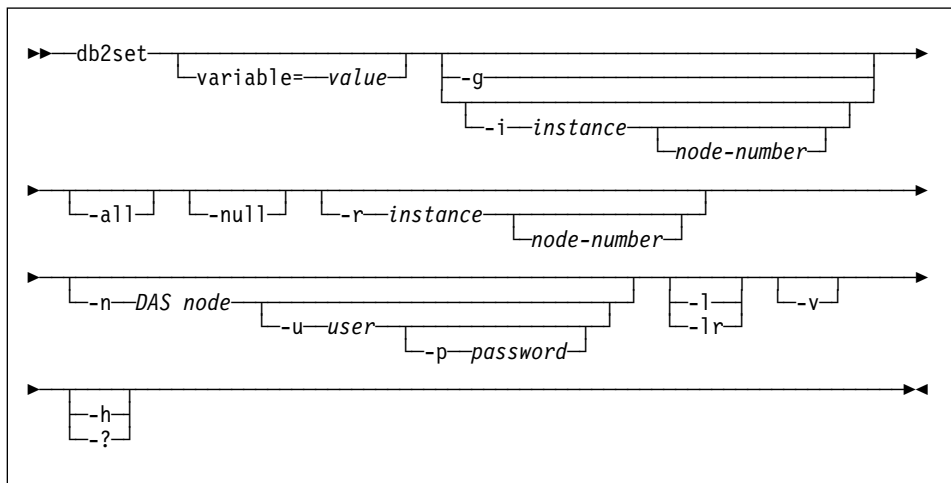 db2set
variable= value
-g
-i instance
node-number
-all -null -r instance
node-number
-n DAS node -l -v
-u user -lr
-p password
-h
-?